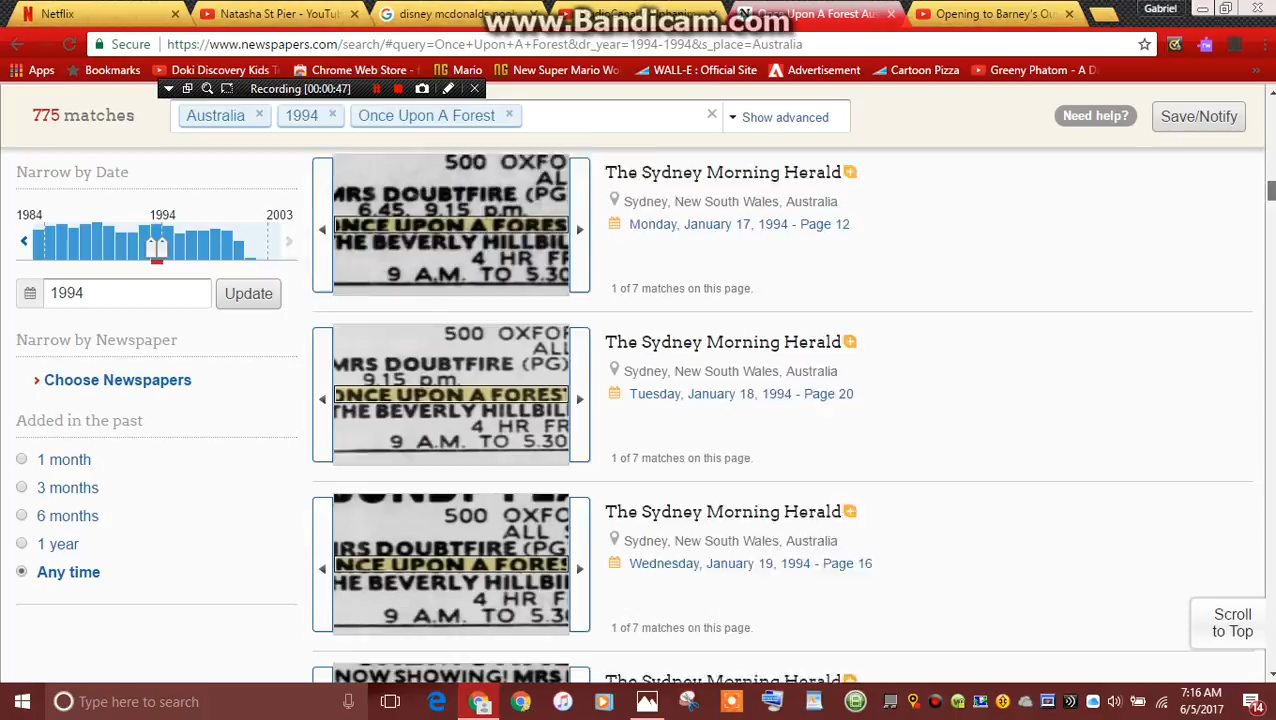 Netflix
Natasha St Pier - YouTube
disney mcdonalds
www.Bandicam.com
Once Upon A Forest Au
Opening to Barney's Ou
Gabriel
Secure https://www.newspapers.com/search/#query=Once+Upon+A+Forest&dr_year=1994-1994&s_place=Australia
Apps Bookmarks Doki Discovery Kids Chrome Web Store - Mario New Super Mario Wo WALL-E : Official Site Advertisement Cartoon Pizza Greeny Phatom - A D
Recording [00:00:47]
775 matches Australia 1994 Once Upon A Forest Show advanced Need help? Save/Notify
Narrow by Date
1984 1994 2003
1994 Update
Narrow by Newspaper
Choose Newspapers
Added in the past
1 month
3 months
6 months
1 year
Any time
500 OXFO
AL
MRS DOUBTFIRE (PG
6.45, 9.15 p.m.
ONCE UPON A FORES
THE BEVERLY HILLBIL
4 HR FR
9 A.M. TO 5.30
The Sydney Morning Herald
Sydney, New South Wales, Australia
Monday, January 17, 1994 - Page 12
1 of 7 matches on this page.
500 OXFOR
ALL
MRS DOUBTFIRE (PG)
9.15 p.m.
ONCE UPON A FOREST
THE BEVERLY HILLBIL
4 HR FR
9 A.M. TO 5.30
The Sydney Morning Herald
Sydney, New South Wales, Australia
Tuesday, January 18, 1994 - Page 20
1 of 7 matches on this page.
500 OXFO
ALL S
MRS DOUBTFIRE (PG
NCE UPON A FORES
HE BEVERLY HILLBII
4 HR F
9 A.M. TO 5.30
The Sydney Morning Herald
Sydney, New South Wales, Australia
Wednesday, January 19, 1994 - Page 16
1 of 7 matches on this page.
Scroll
to Top
NOW SHOWING! MRS
The Sydney Morning Herald
Type here to search
7:16 AM
6/5/2017
14